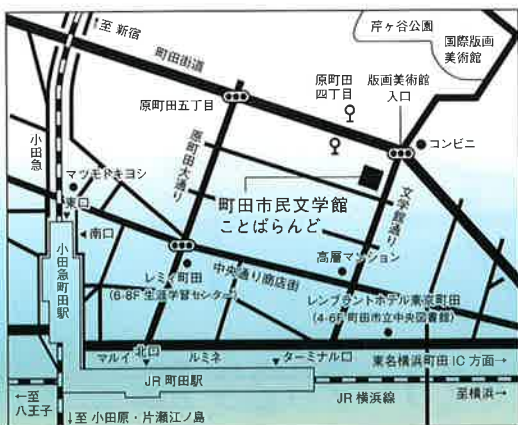 ↑至 新宿
芹ヶ谷公園
国際版画
美術館
町田街道
原町田五丁目
原町田
四丁目
版画美術館
入口
コンビニ
小田急
マツモトキヨシ
原町田大通り
文学館通り
町田市民文学館
ことばらんど
東口
南口
小田急町田駅
高層マンション
レミィ町田
(6-8F 生涯学習センター)
中央通り商店街
レンブラントホテル東京町田
(4-6F 町田市立中央図書館)
マルイ
北口
ルミネ
ターミナル口
東名横浜町田 IC 方面→
JR 町田駅
←至
八王子
JR 横浜線
至横浜→
↓至 小田原・片瀬江ノ島